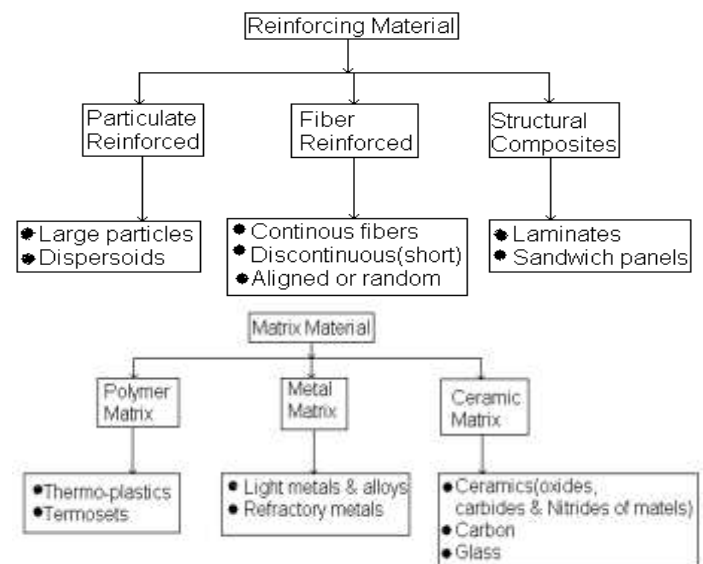 Reinforcing Material
Particulate
Reinforced
Fiber
Reinforced
Structural
Composites
● Large particles
● Dispersoids
● Continous fibers
● Discontinuous(short)
● Aligned or random
● Laminates
● Sandwich panels
Matrix Material
Polymer
Matrix
Metal
Matrix
Ceramic
Matrix
● Thermo-plastics
● Termosets
● Light metals & alloys
● Refractory metals
● Ceramics(oxides,
carbides & Nitrides of matels)
● Carbon
● Glass